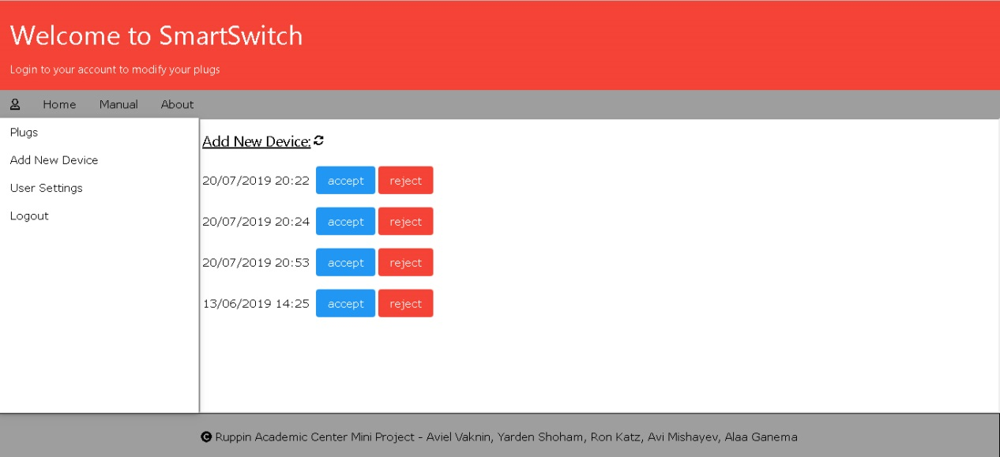 Welcome to SmartSwitch
Login to your account to modify your plugs
Home Manual About
Plugs
Add New Device
User Settings
Logout
Add New Device:
20/07/2019 20:22 accept reject
20/07/2019 20:24 accept reject
20/07/2019 20:53 accept reject
13/06/2019 14:25 accept reject
Ruppin Academic Center Mini Project - Aviel Vaknin, Yarden Shoham, Ron Katz, Avi Mishayev, Alaa Ganema